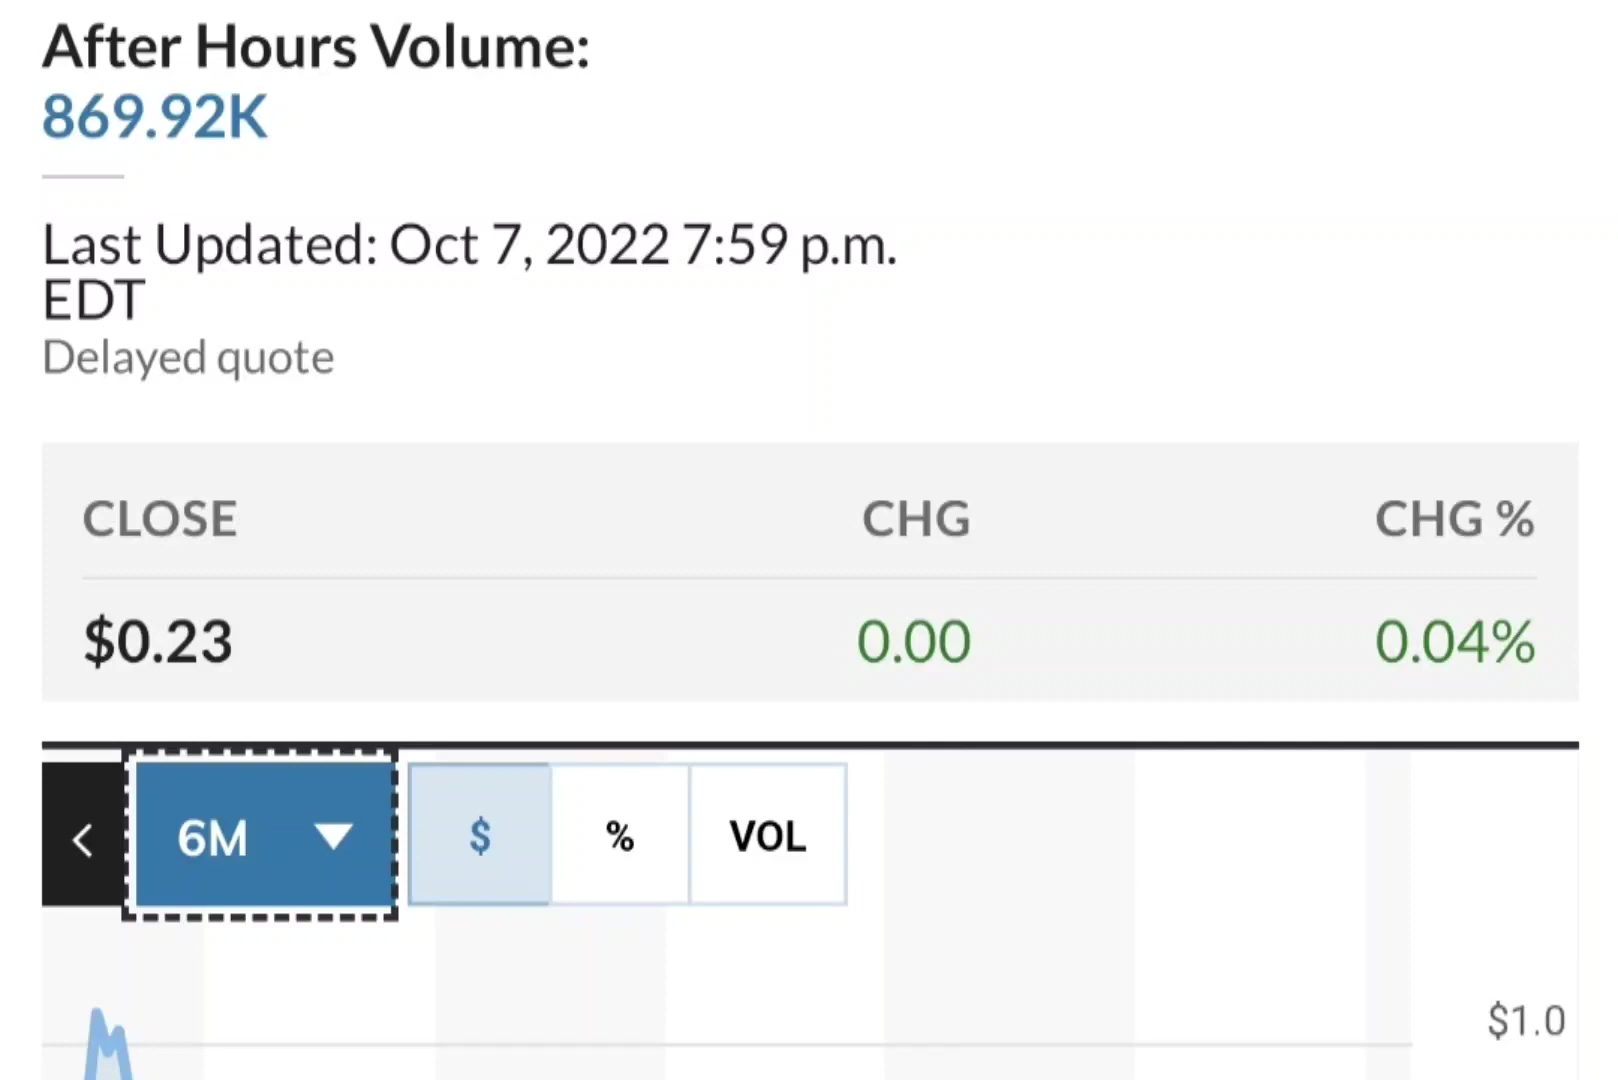 After Hours Volume:
869.92K
Last Updated: Oct 7, 2022 7:59 p.m.
EDT
Delayed quote
CLOSE CHG CHG %
$0.23 0.00 0.04%
6M $ % VOL
$1.0